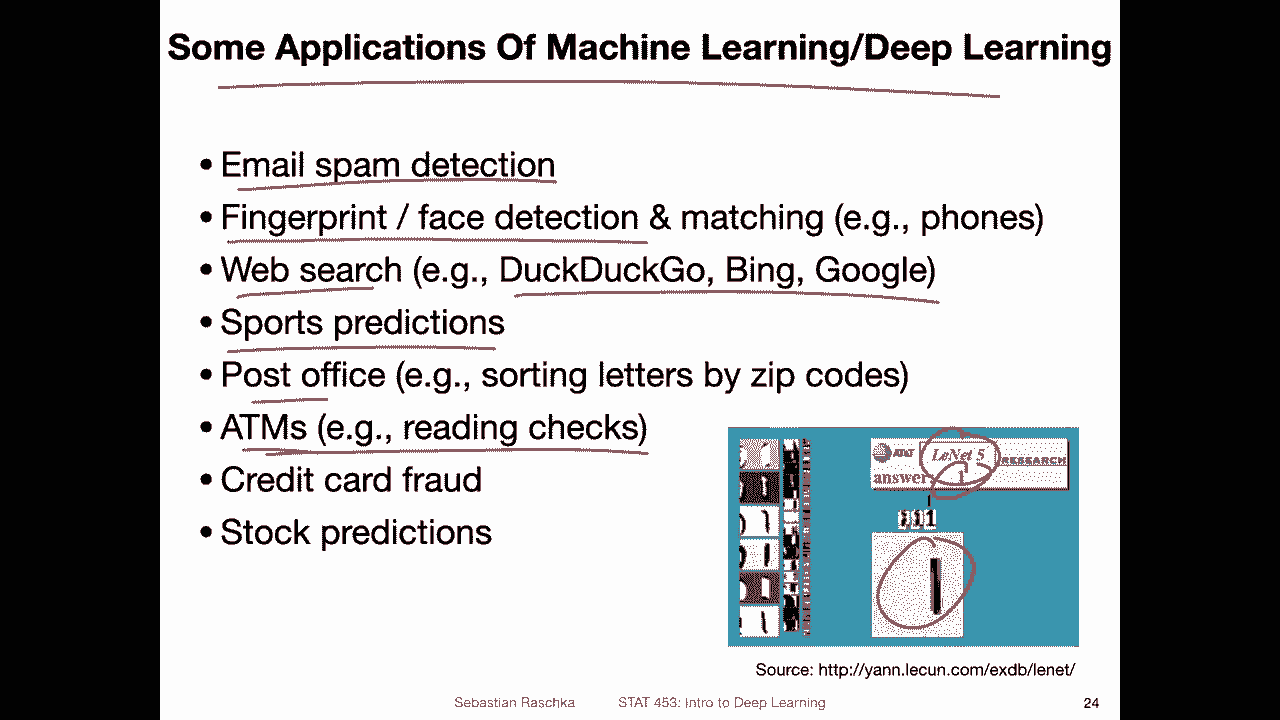 Some Applications Of Machine Learning/Deep Learning
• Email spam detection
• Fingerprint / face detection & matching (e.g., phones)
• Web search (e.g., DuckDuckGo, Bing, Google)
• Sports predictions
• Post office (e.g., sorting letters by zip codes)
• ATMs (e.g., reading checks)
• Credit card fraud
• Stock predictions
AT&T LeNet 5 RESEARCH
answer: 1
Source: http://yann.lecun.com/exdb/lenet/
Sebastian Raschka STAT 453: Intro to Deep Learning 24